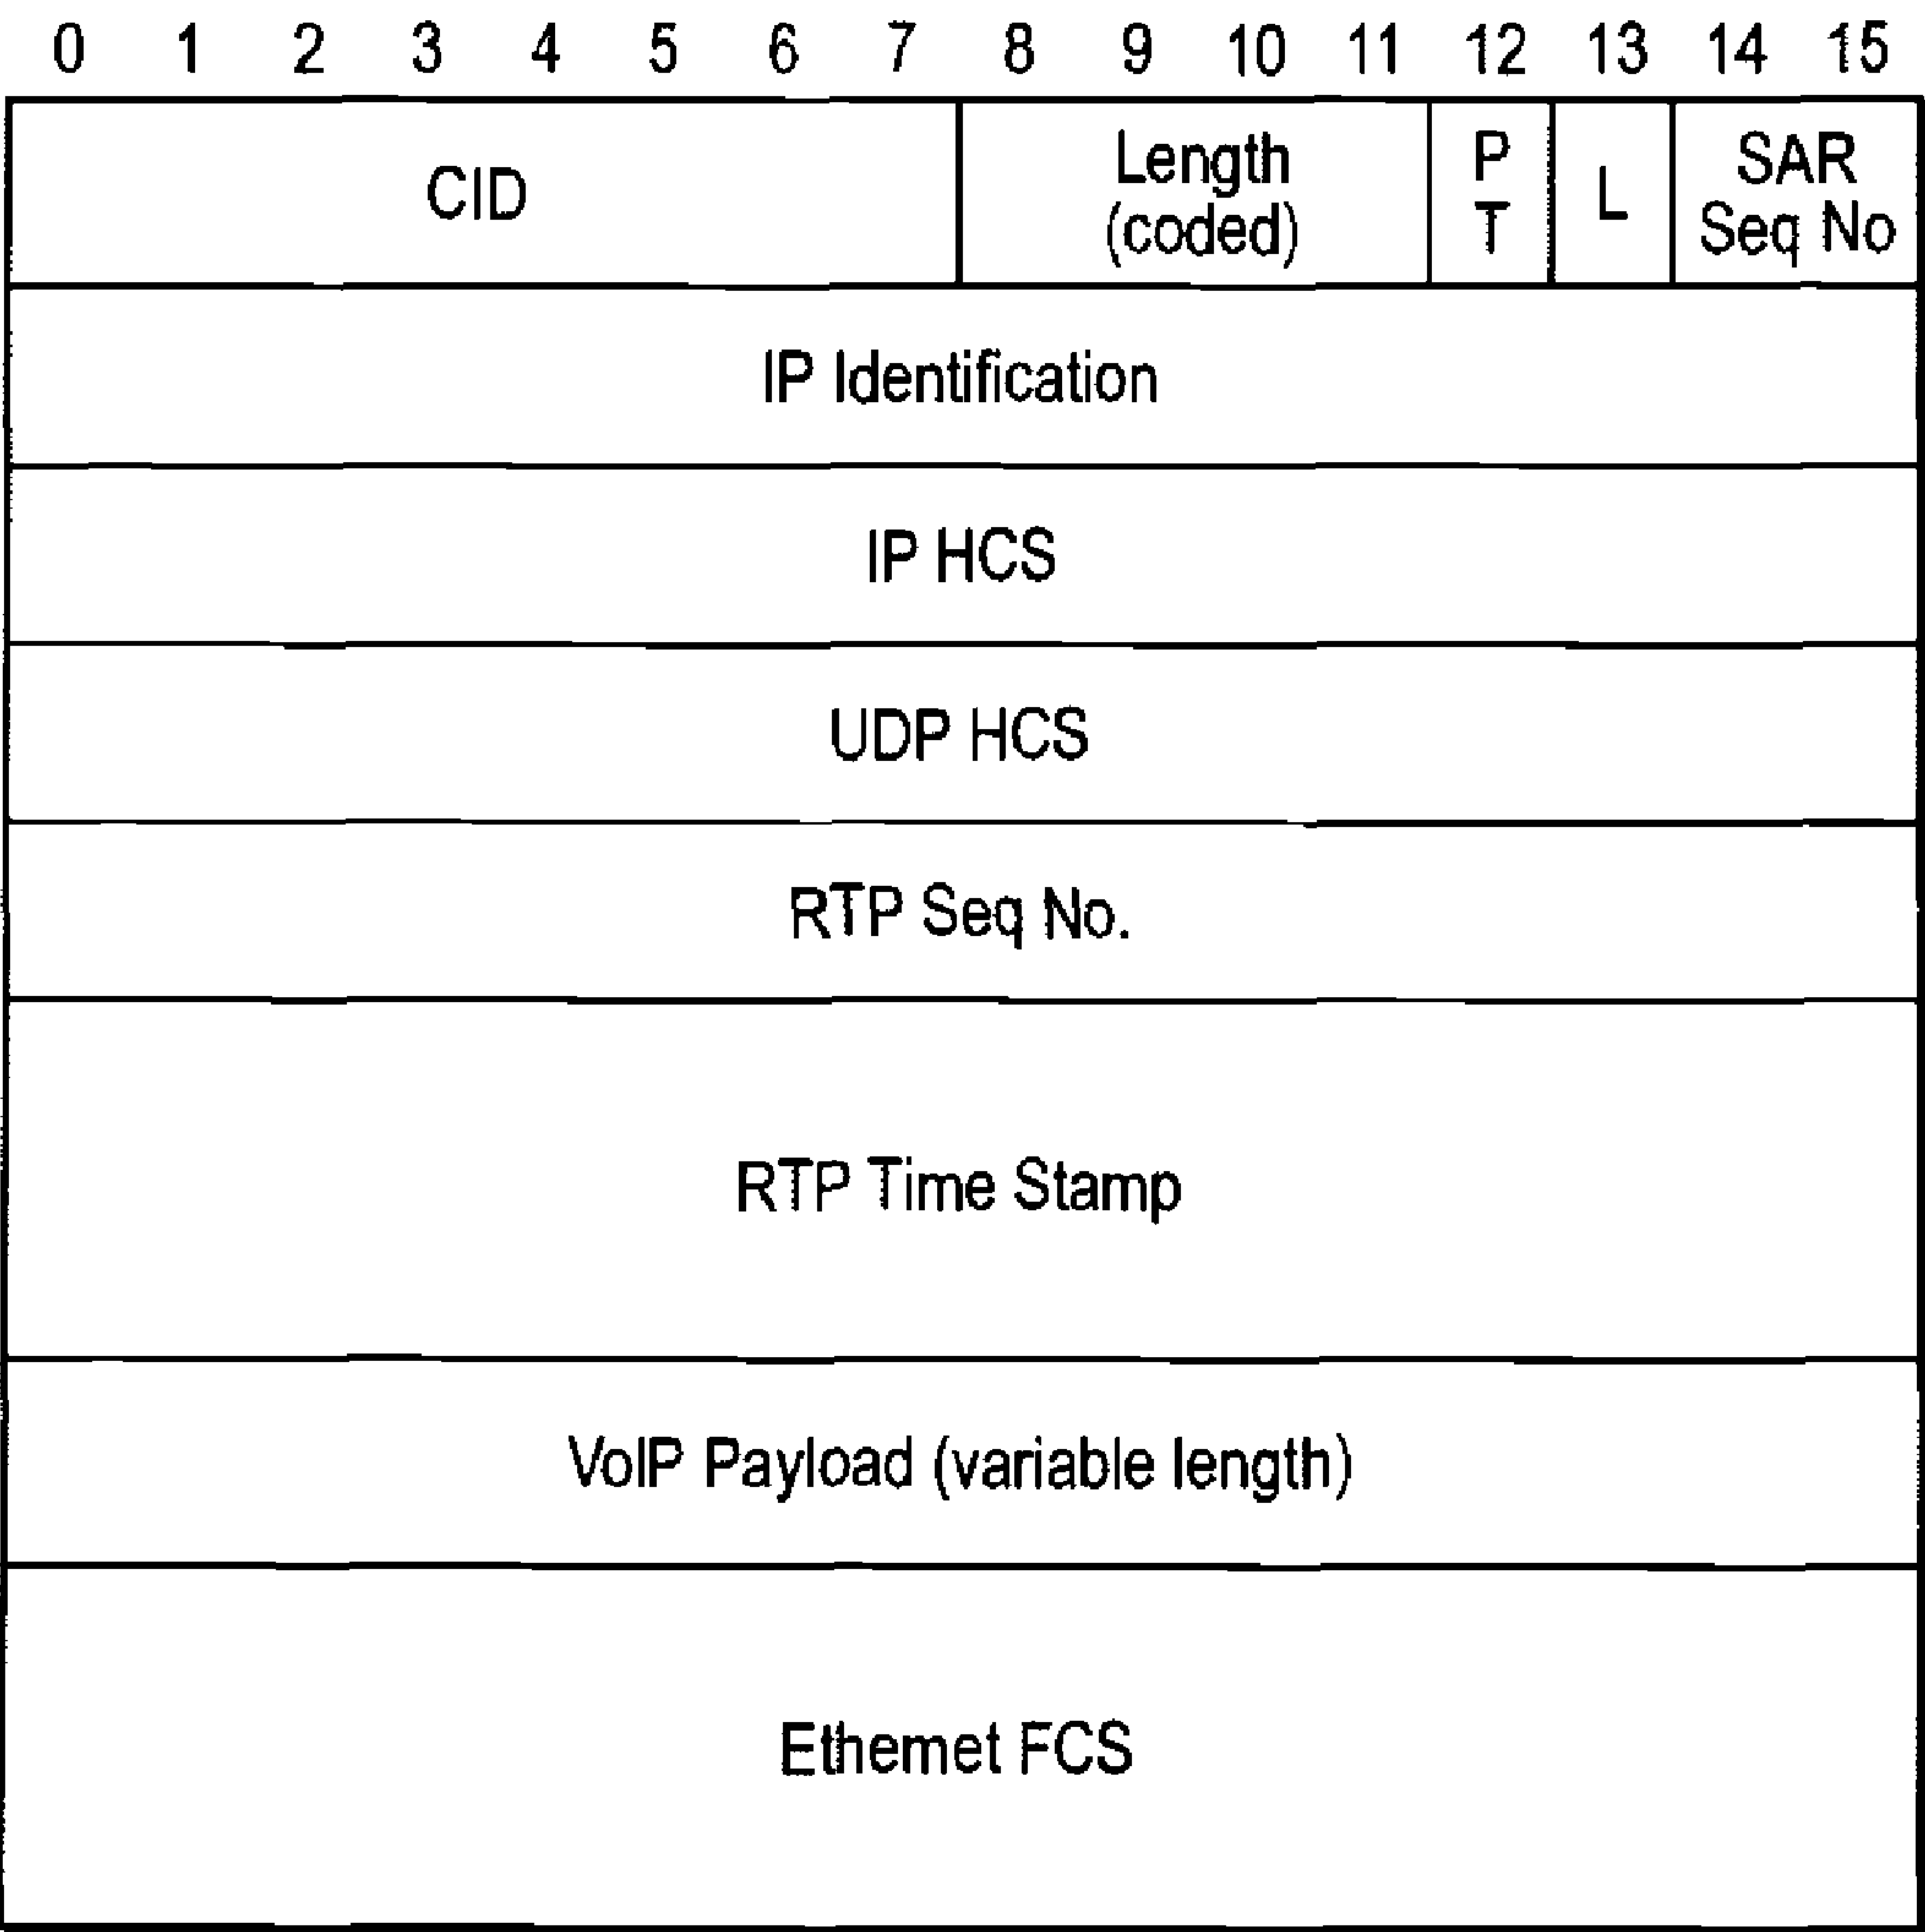 0 1 2 3 4 5 6 7 8 9 10 11 12 13 14 15
CID
Length
(coded)
P
T
L
SAR
Seq No
IP Identification
IP HCS
UDP HCS
RTP Seq No.
RTP Time Stamp
VoIP Payload (variable length)
Ethernet FCS